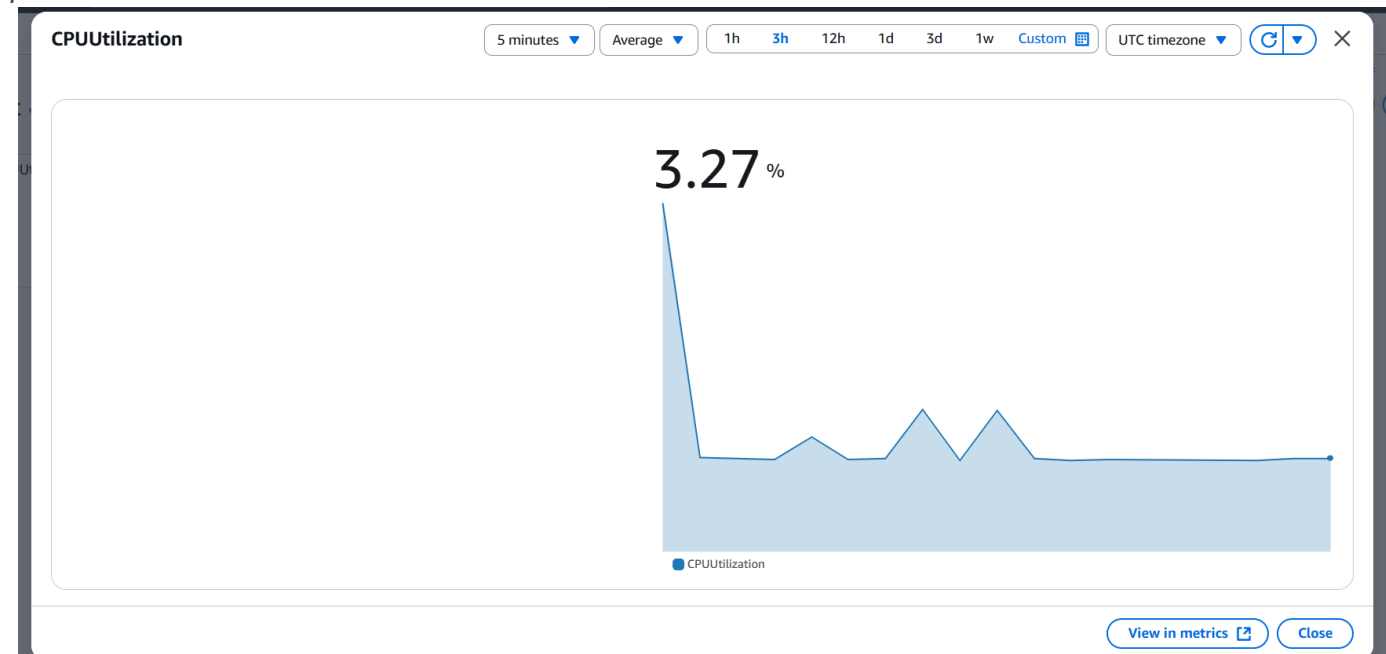 CPUUtilization
5 minutes Average 1h 3h 12h 1d 3d 1w Custom UTC timezone
3.27 %
CPUUtilization
View in metrics Close